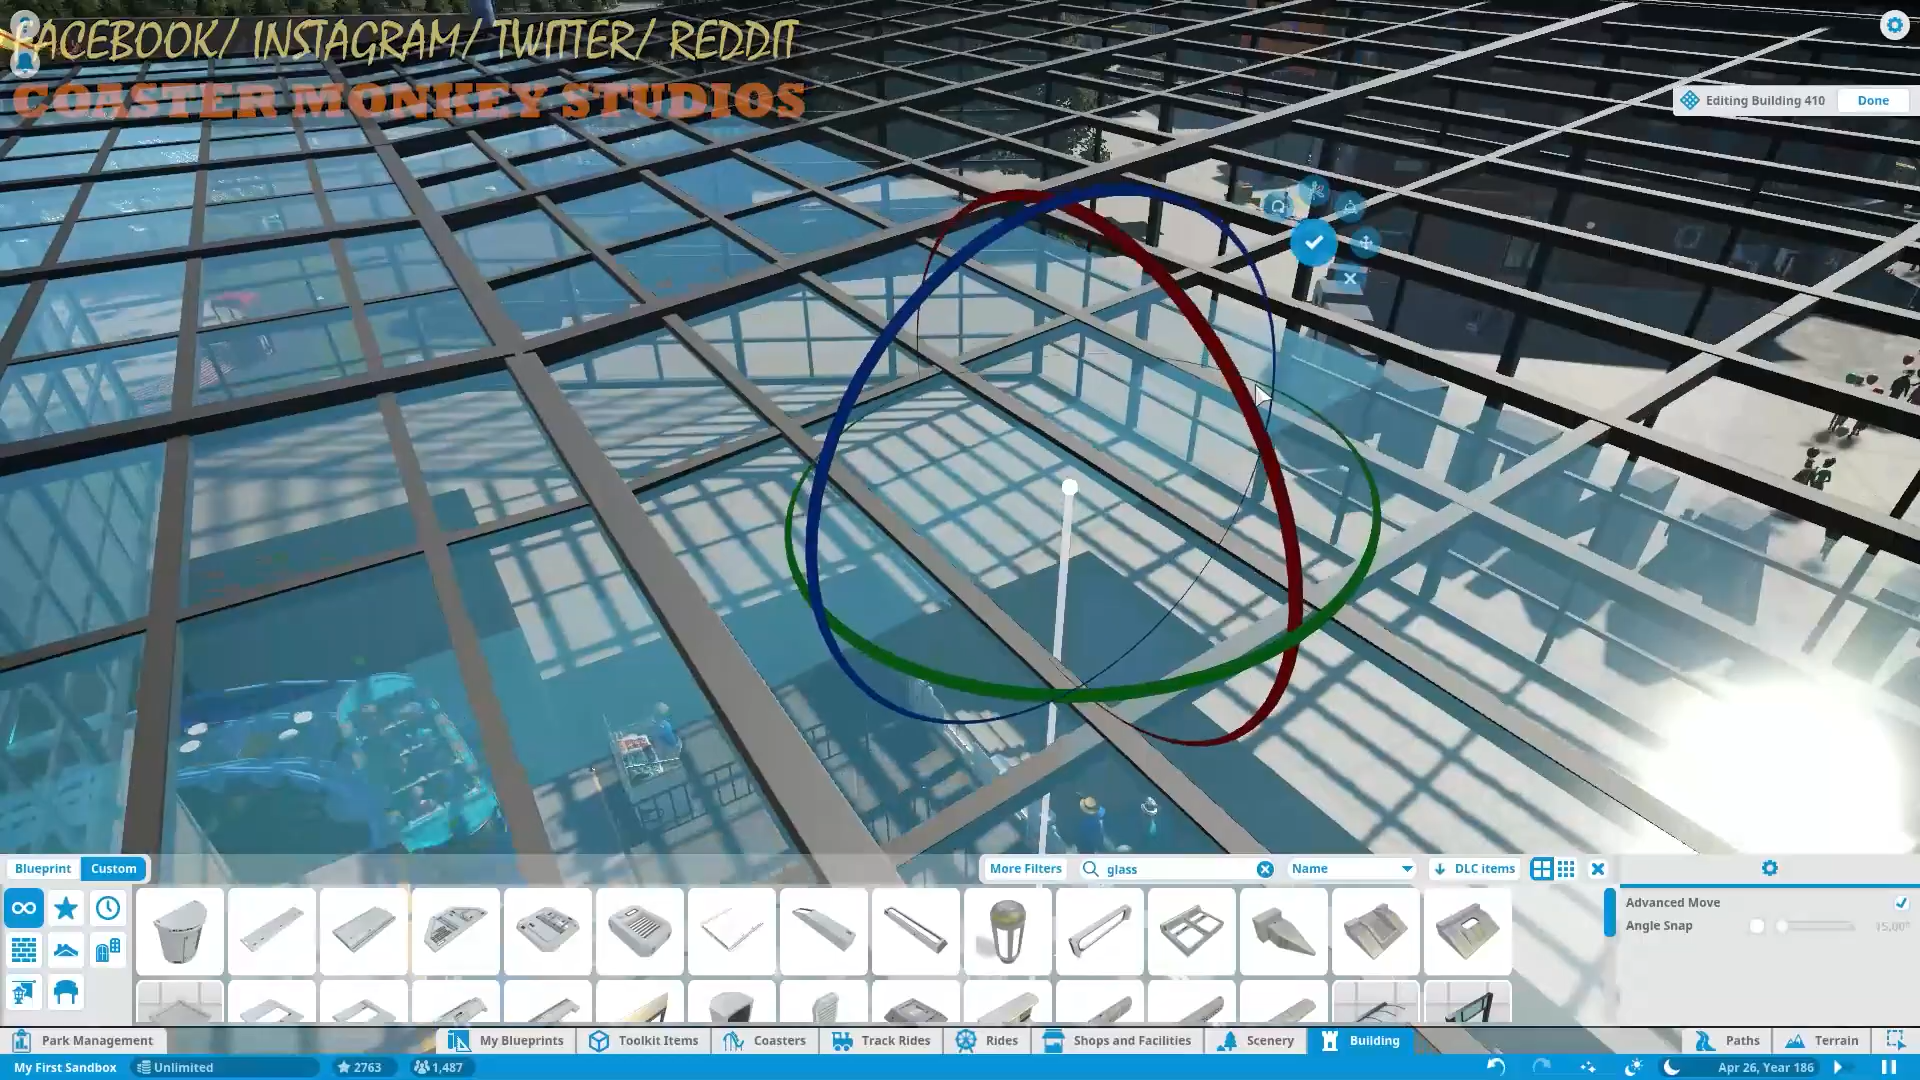 FACEBOOK/ INSTAGRAM/ TWITTER/ REDDIT
COASTER MONKEY STUDIOS
Editing Building 410
Done
Blueprint
Custom
More Filters
glass
Name
DLC items
Advanced Move
Angle Snap
15.00°
Park Management
My Blueprints
Toolkit Items
Coasters
Track Rides
Rides
Shops and Facilities
Scenery
Building
Paths
Terrain
My First Sandbox
Unlimited
2763
1,487
Apr 26, Year 186